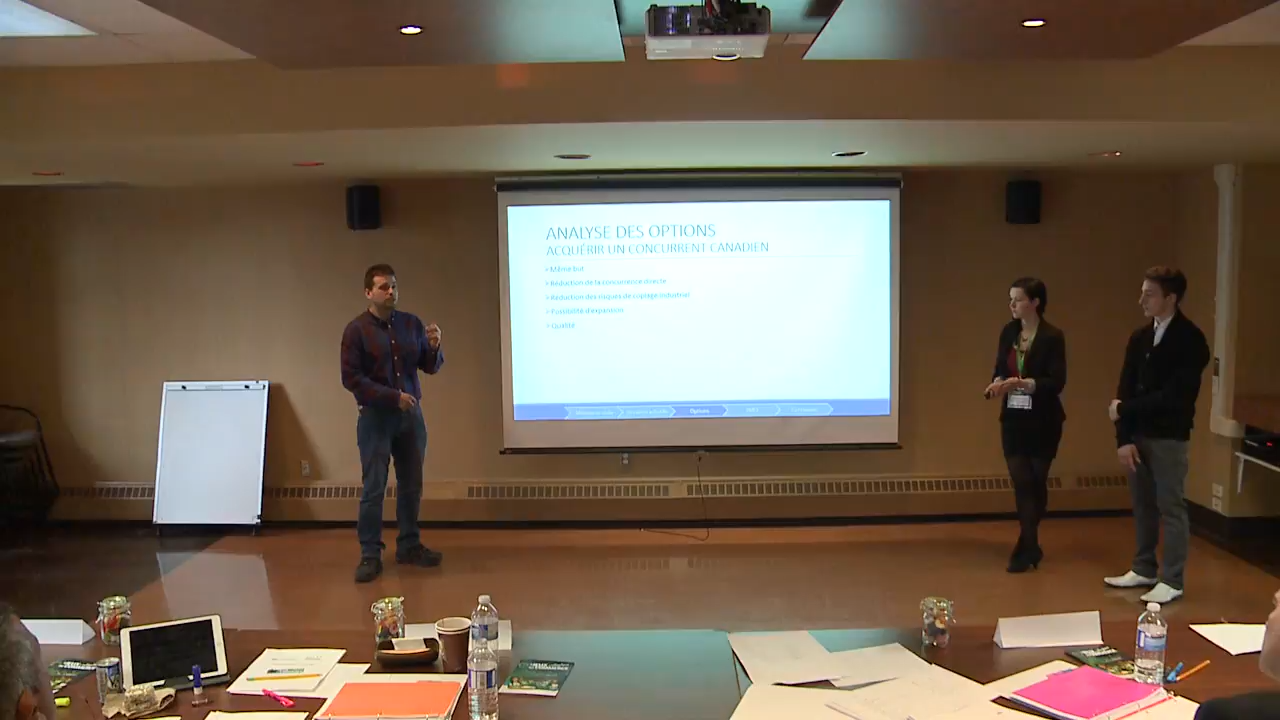 ANALYSE DES OPTIONS
ACQUÉRIR UN CONCURRENT CANADIEN
> Même but
> Réduction de la concurrence directe
> Réduction des risques de copiage industriel
> Possibilité d'expansion
> Qualité
Options